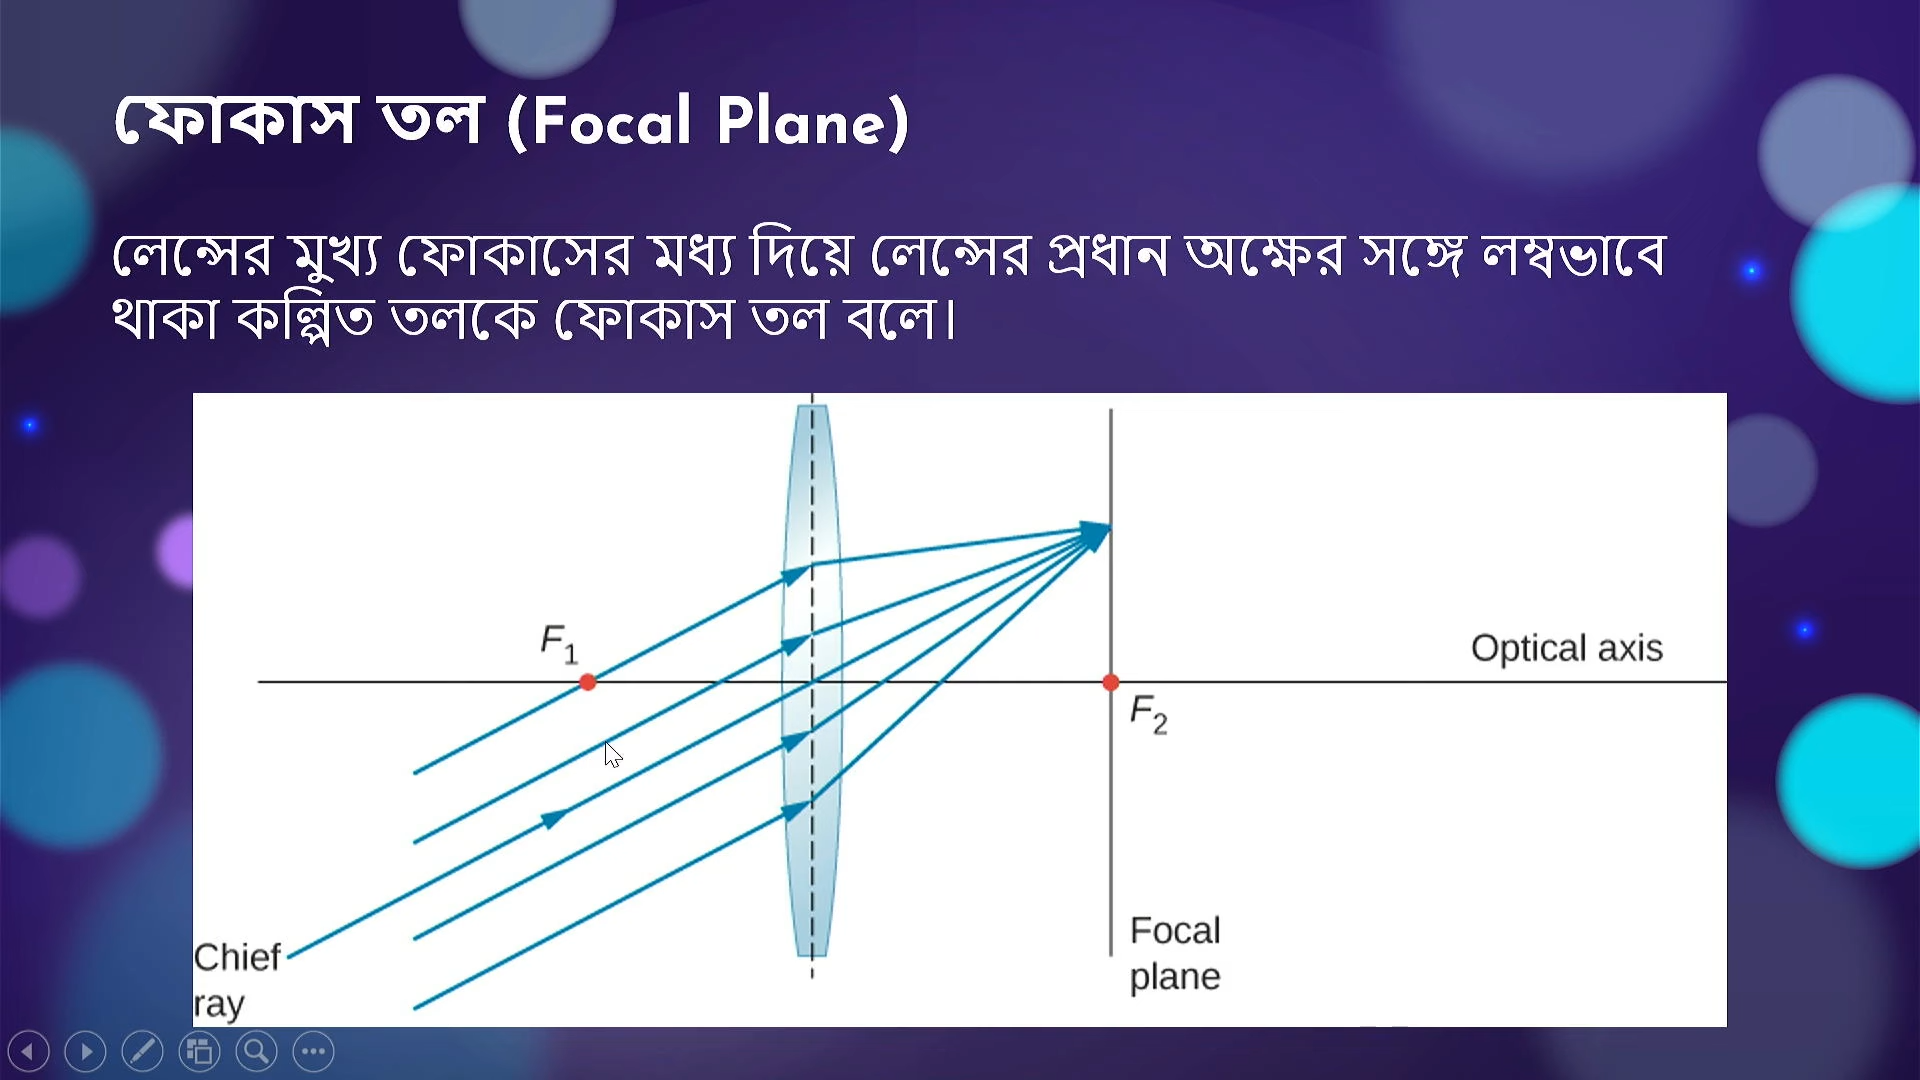 ফোকাস তল (Focal Plane)
লেন্সের মুখ্য ফোকাসের মধ্য দিয়ে লেন্সের প্রধান অক্ষের সঙ্গে লম্বভাবে
থাকা কল্পিত তলকে ফোকাস তল বলে।
F1
Optical axis
F2
Focal
plane
Chief
ray